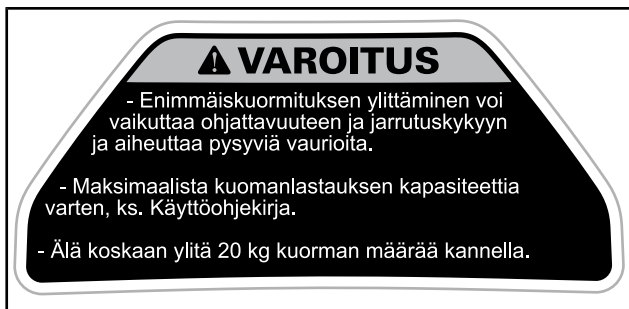 VAROITUS
- Enimmäiskuormituksen ylittäminen voi
vaikuttaa ohjattavuuteen ja jarrutuskykyyn
ja aiheuttaa pysyviä vaurioita.
- Maksimaalista kuomanlastauksen kapasiteettia
varten, ks. Käyttöohjekirja.
- Älä koskaan ylitä 20 kg kuorman määrää kannella.